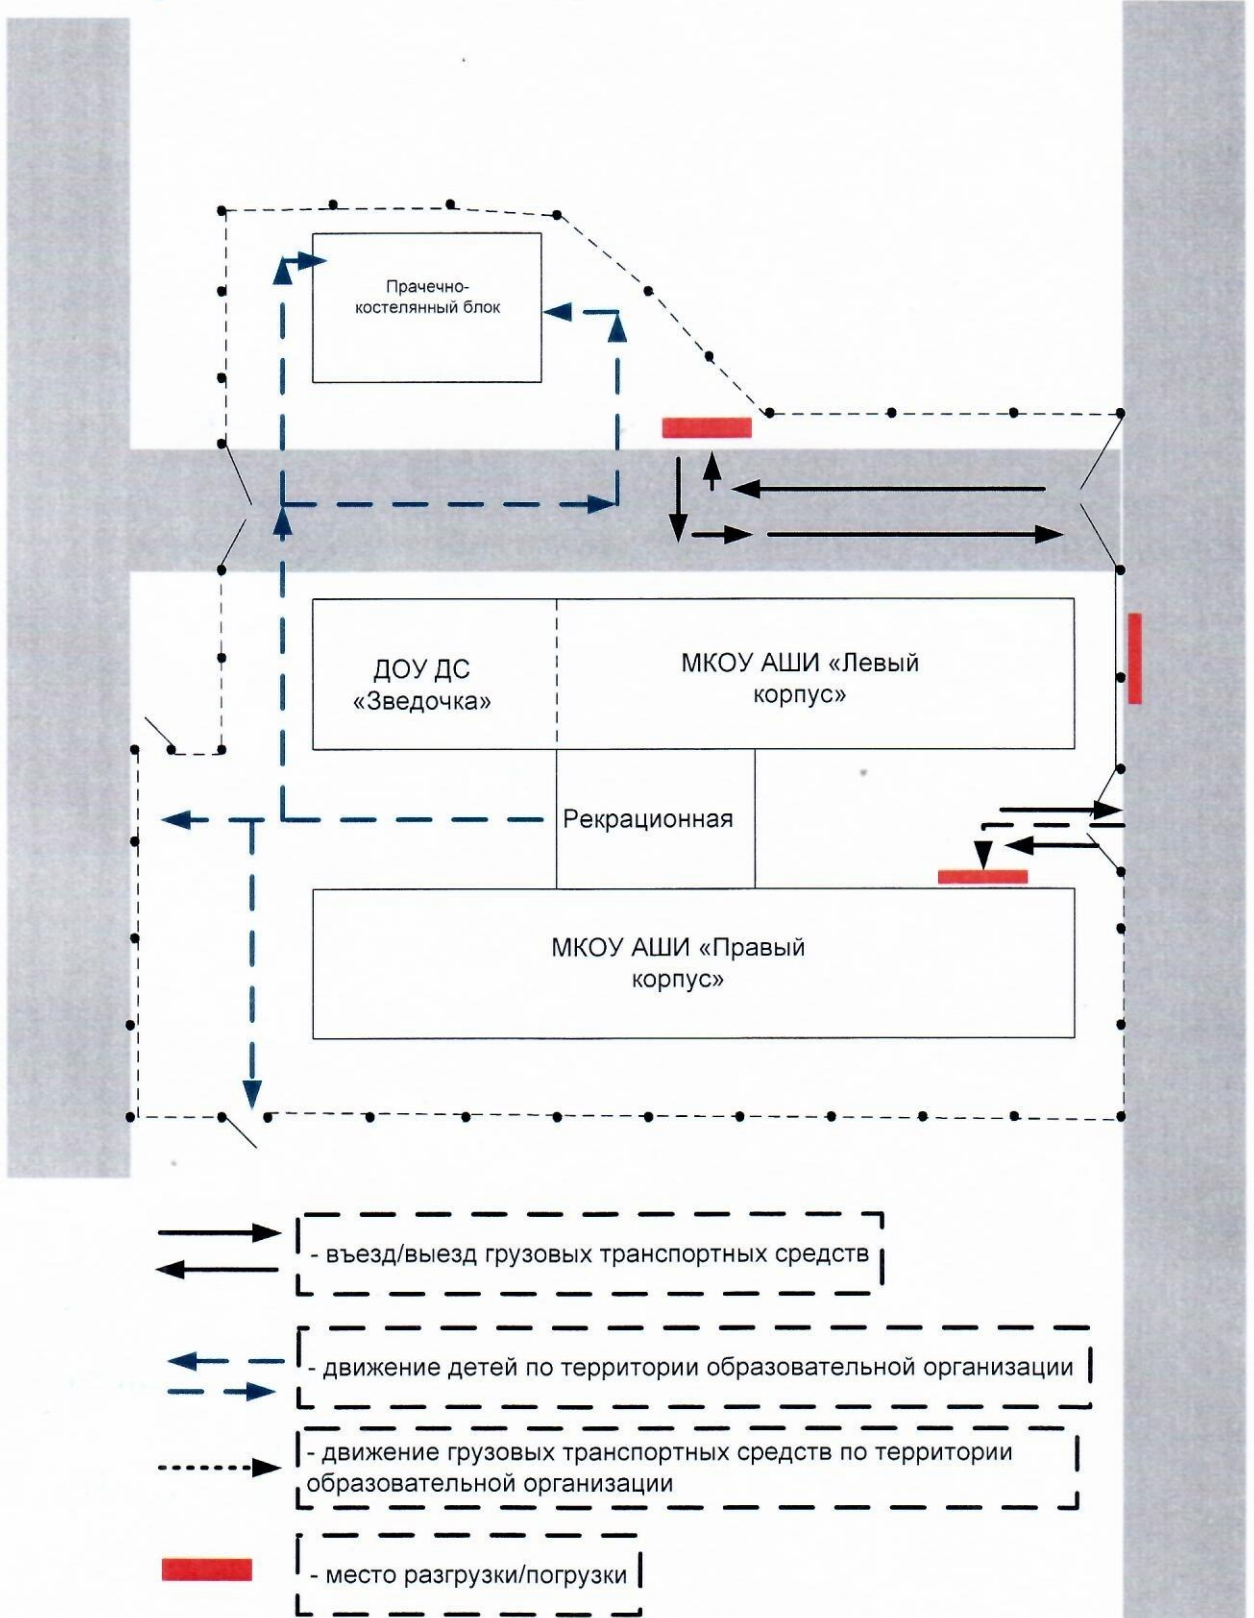 Прачечно-
костелянный блок
ДОУ ДС
«Зведочка»
МКОУ АШИ «Левый
корпус»
Рекрационная
МКОУ АШИ «Правый
корпус»
- въезд/выезд грузовых транспортных средств
- движение детей по территории образовательной организации
- движение грузовых транспортных средств по территории
образовательной организации
- место разгрузки/погрузки